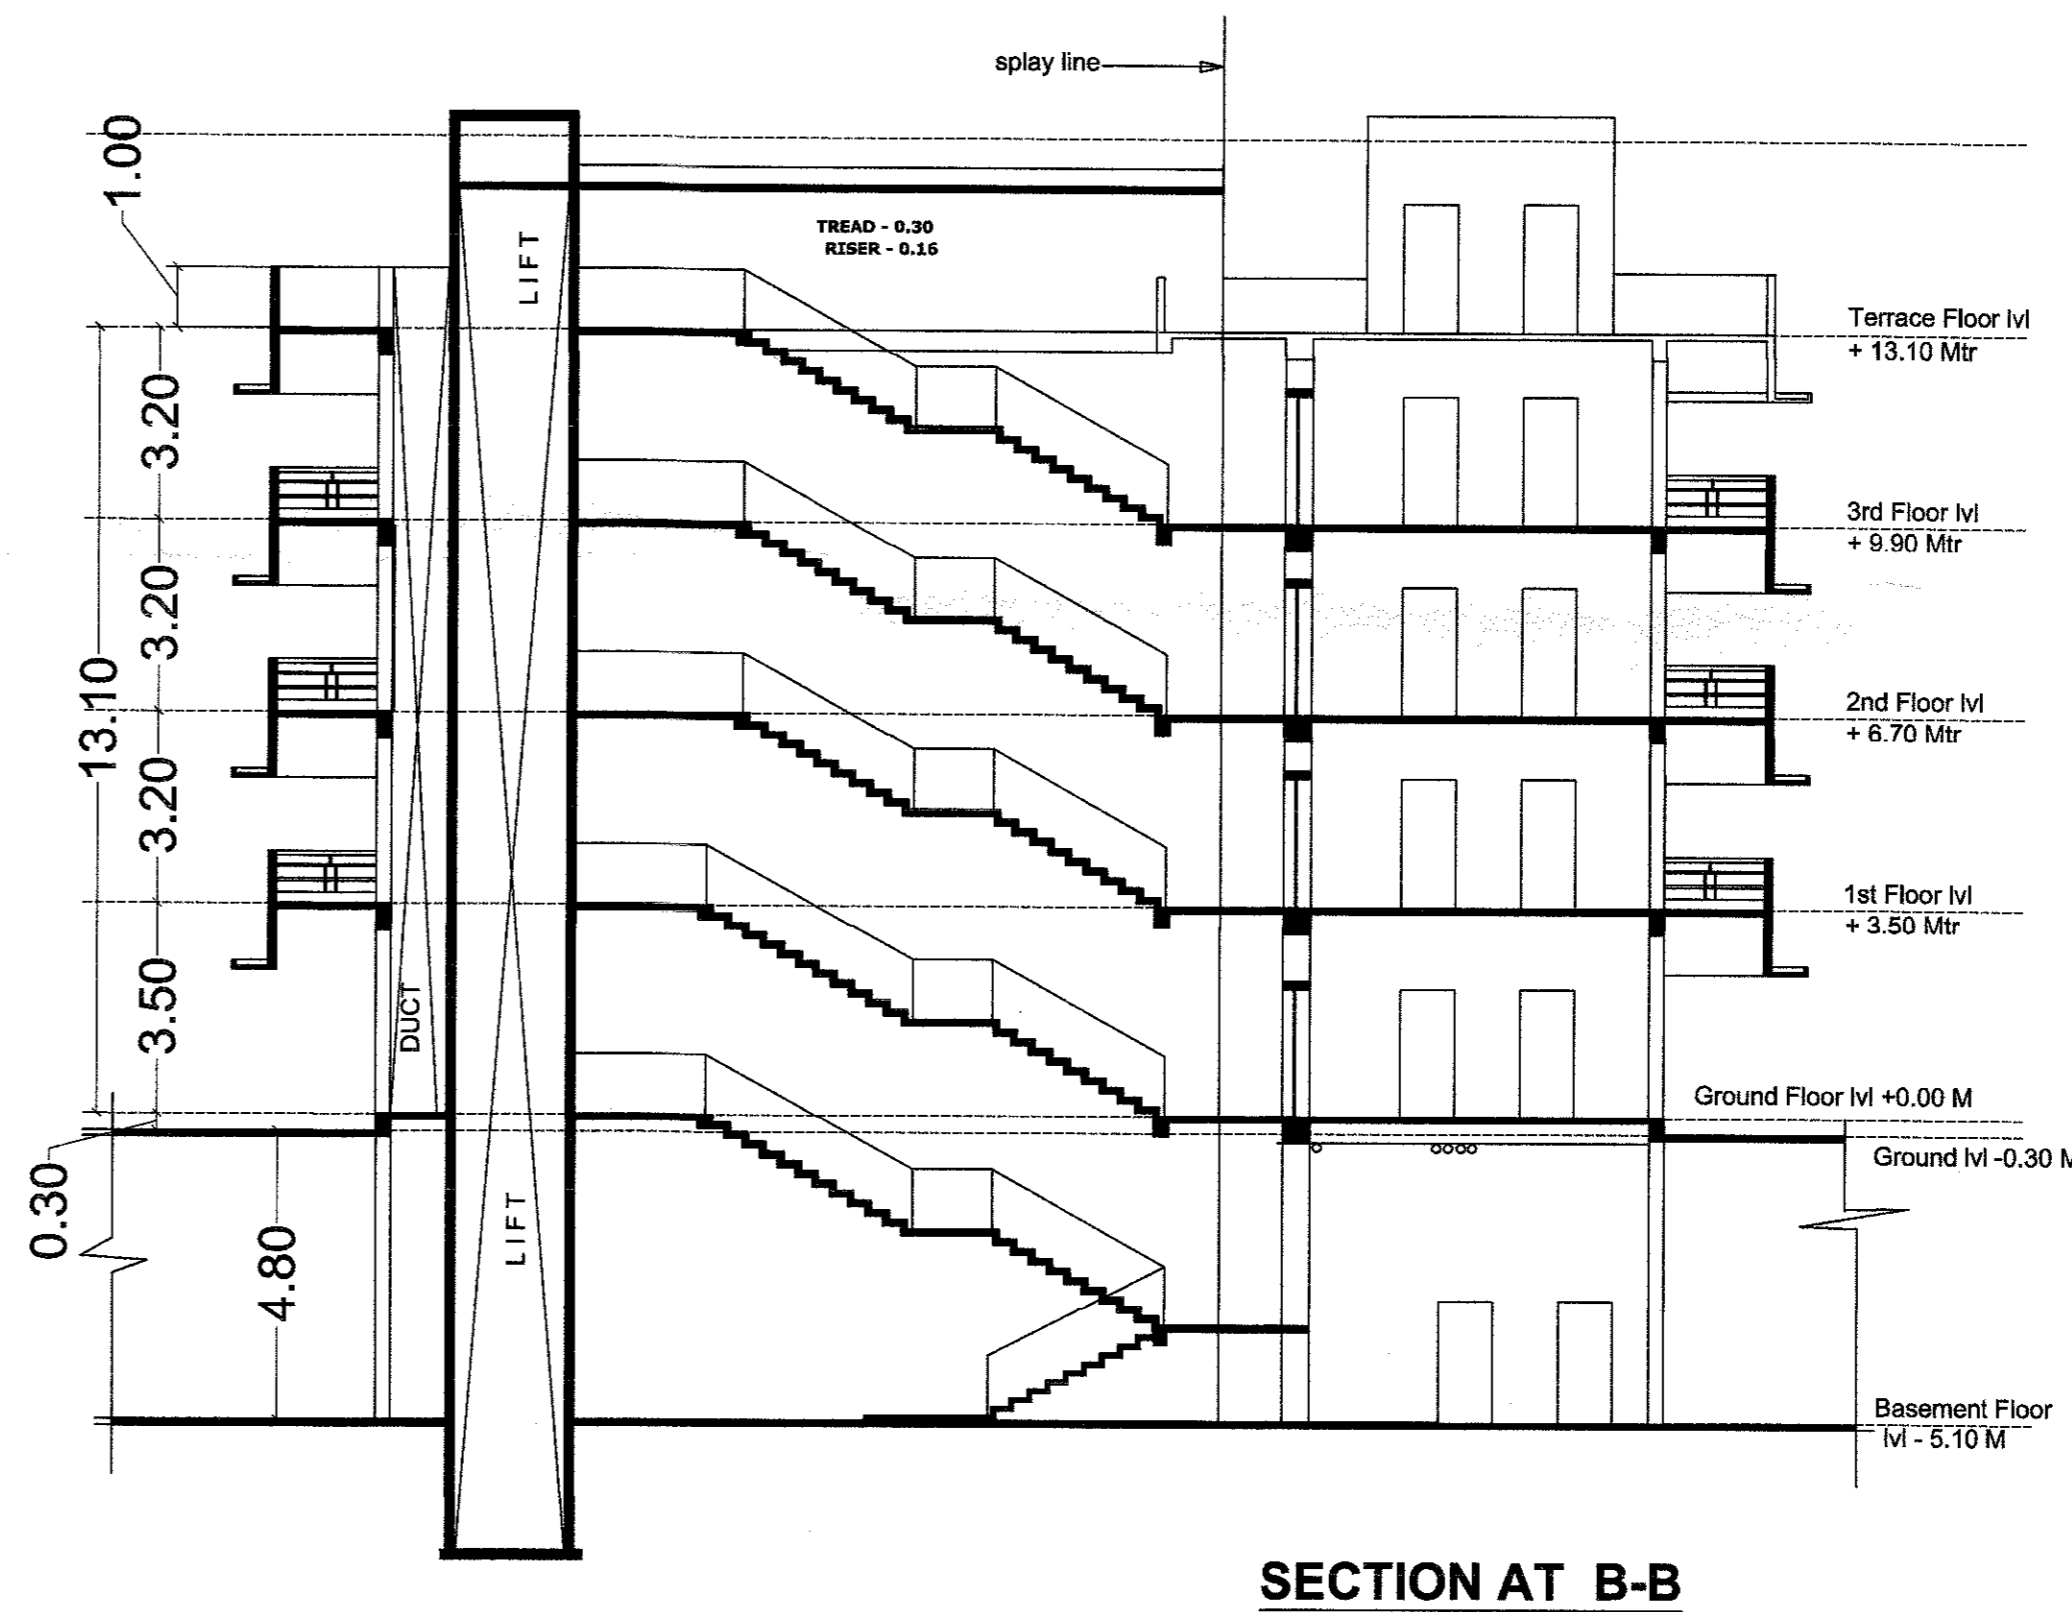 splay line
1.00
LIFT
TREAD - 0.30
RISER - 0.16
Terrace Floor lvl
+ 13.10 Mtr
3.20
3rd Floor lvl
+ 9.90 Mtr
3.20
13.10
2nd Floor lvl
+ 6.70 Mtr
3.20
1st Floor lvl
+ 3.50 Mtr
3.50
DUCT
Ground Floor lvl +0.00 M
Ground lvl -0.30 M
0.30
LIFT
4.80
Basement Floor
lvl - 5.10 M
SECTION AT B-B